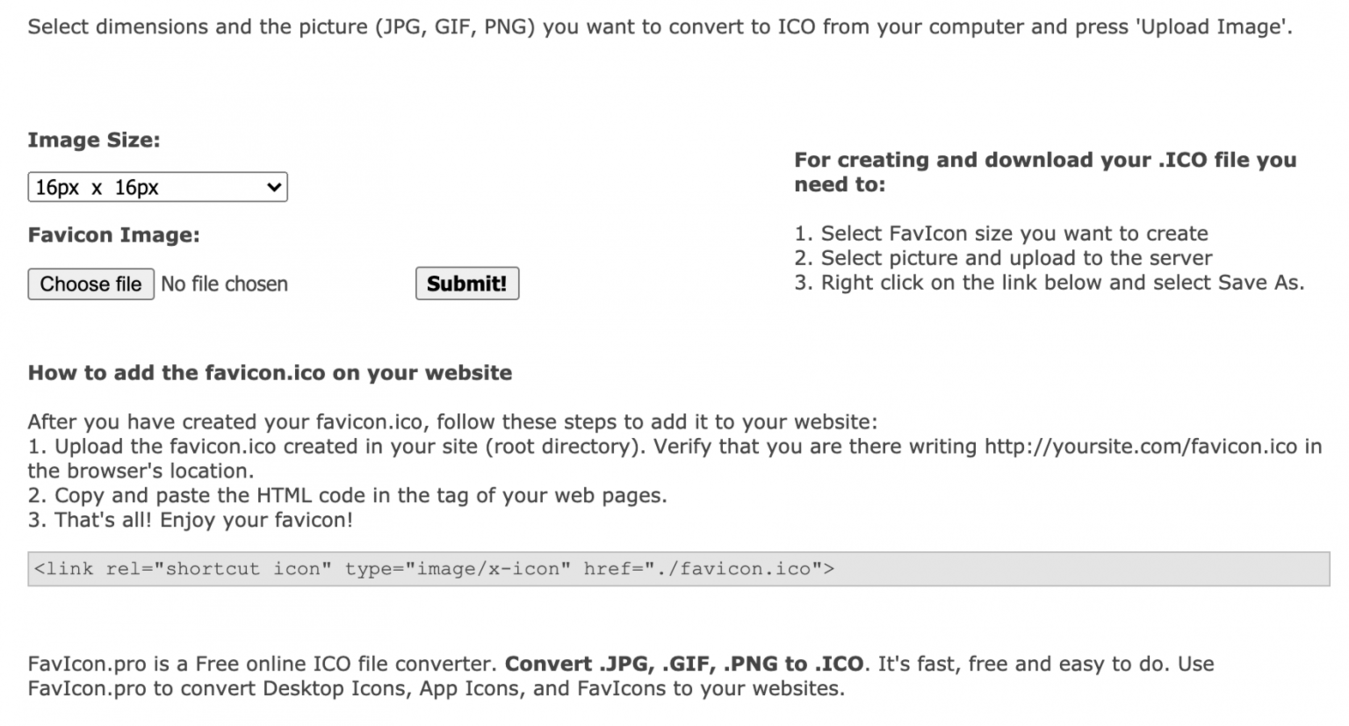 Select dimensions and the picture (JPG, GIF, PNG) you want to convert to ICO from your computer and press 'Upload Image'.
Image Size:
16px x 16px
Favicon Image:
Choose file No file chosen Submit!
For creating and download your .ICO file you
need to:
1. Select FavIcon size you want to create
2. Select picture and upload to the server
3. Right click on the link below and select Save As.
How to add the favicon.ico on your website
After you have created your favicon.ico, follow these steps to add it to your website:
1. Upload the favicon.ico created in your site (root directory). Verify that you are there writing http://yoursite.com/favicon.ico in
the browser's location.
2. Copy and paste the HTML code in the tag of your web pages.
3. That's all! Enjoy your favicon!
<link rel="shortcut icon" type="image/x-icon" href="./favicon.ico">
FavIcon.pro is a Free online ICO file converter. Convert .JPG, .GIF, .PNG to .ICO. It's fast, free and easy to do. Use
FavIcon.pro to convert Desktop Icons, App Icons, and FavIcons to your websites.